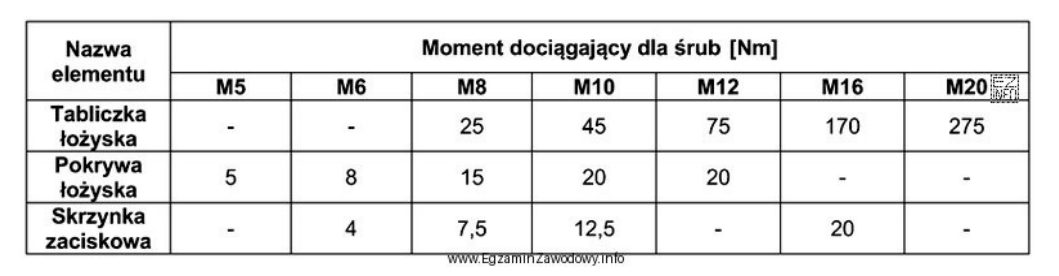 Nazwa elementu Moment dociągający dla śrub [Nm]
M5 M6 M8 M10 M12 M16 M20
Tabliczka łożyska - - 25 45 75 170 275
Pokrywa łożyska 5 8 15 20 20 - -
Skrzynka zaciskowa - 4 7,5 12,5 - 20 -
www.EgzaminZawodowy.info